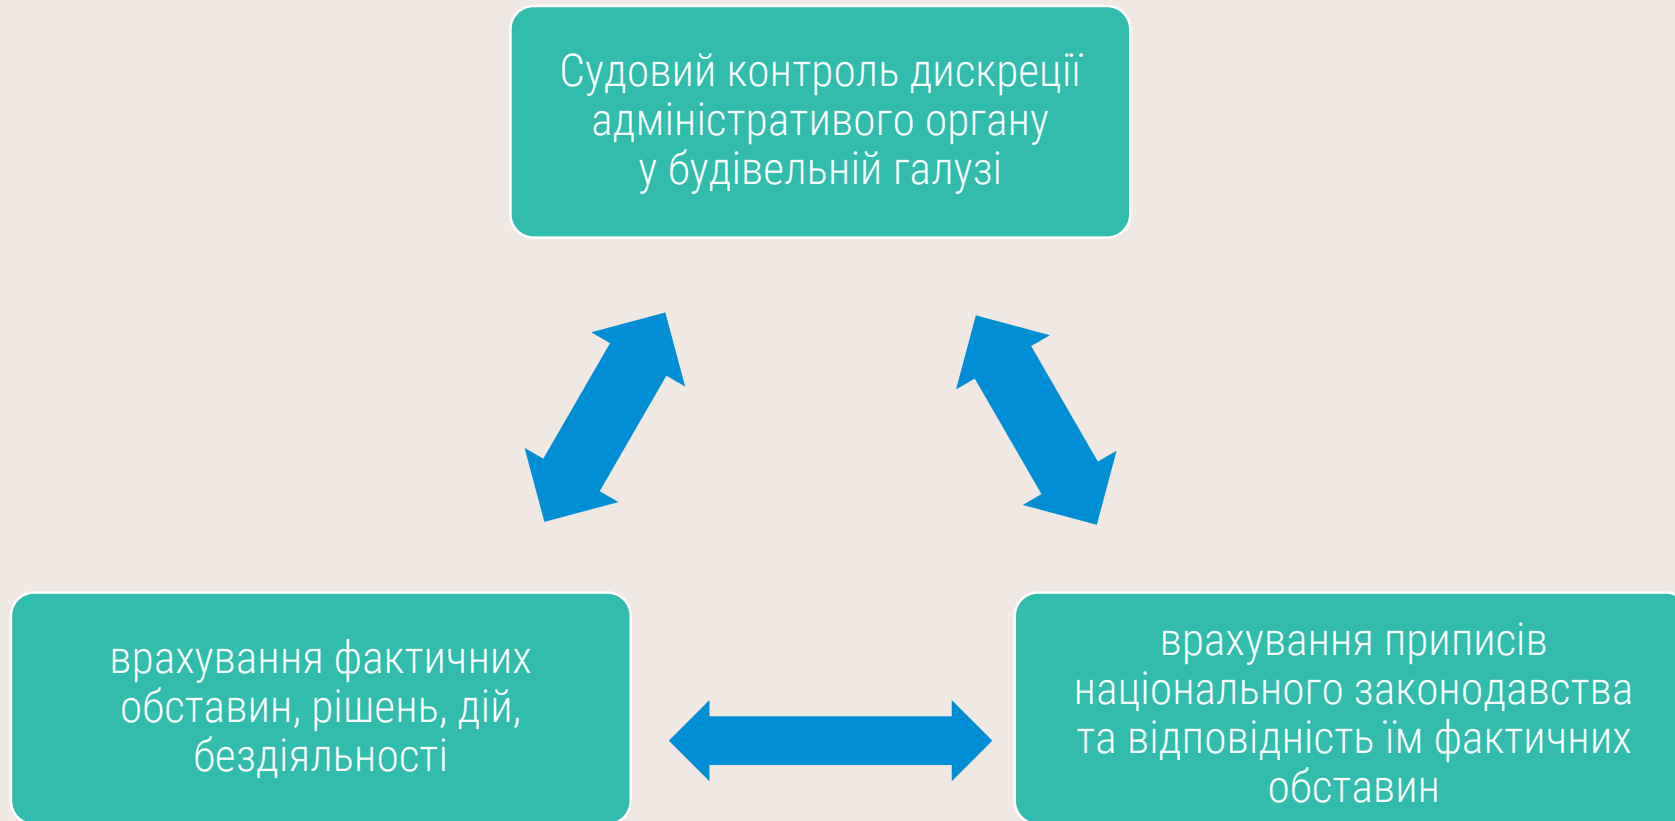 Судовий контроль дискреції
адміністративого органу
у будівельній галузі
врахування фактичних
обставин, рішень, дій,
бездіяльності
врахування приписів
національного законодавства
та відповідність їм фактичних
обставин